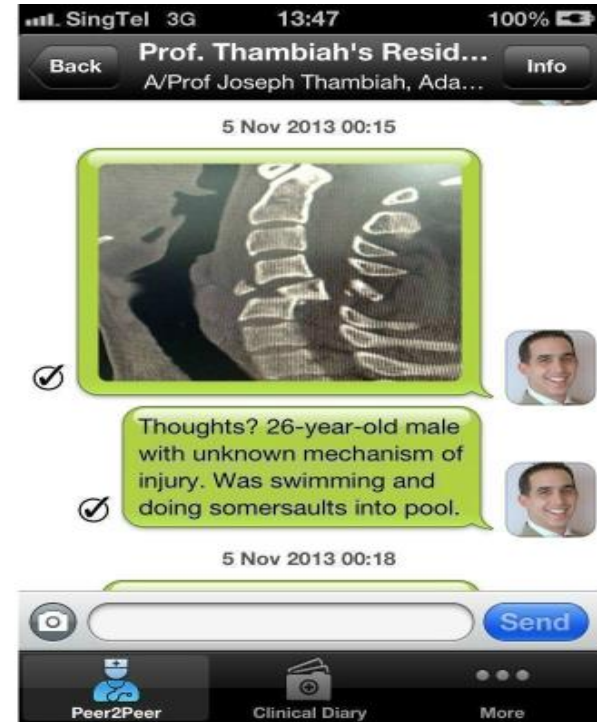 SingTel 3G 13:47 100%
Back Prof. Thambiah's Resid... Info
A/Prof Joseph Thambiah, Ada...
5 Nov 2013 00:15
Thoughts? 26-year-old male
with unknown mechanism of
injury. Was swimming and
doing somersaults into pool.
5 Nov 2013 00:18
Send
Peer2Peer Clinical Diary More